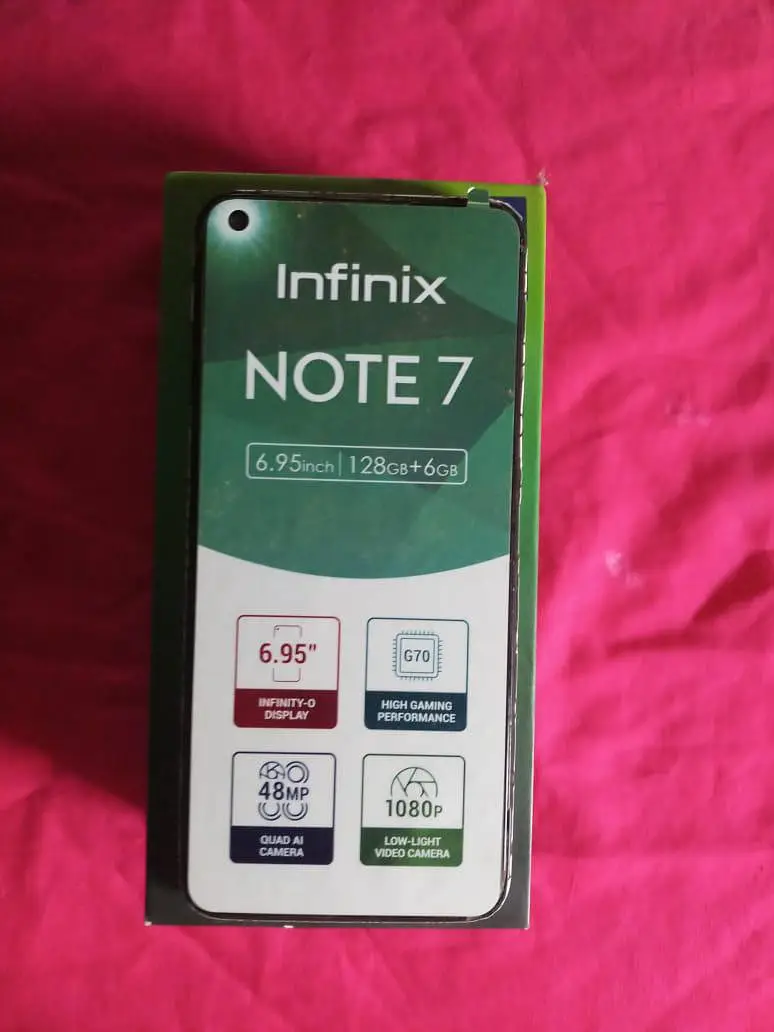 Infinix
NOTE 7
6.95inch | 128GB+6GB
6.95"
INFINITY-O
DISPLAY
G70
HIGH GAMING
PERFORMANCE
48MP
QUAD AI
CAMERA
1080P
LOW-LIGHT
VIDEO CAMERA